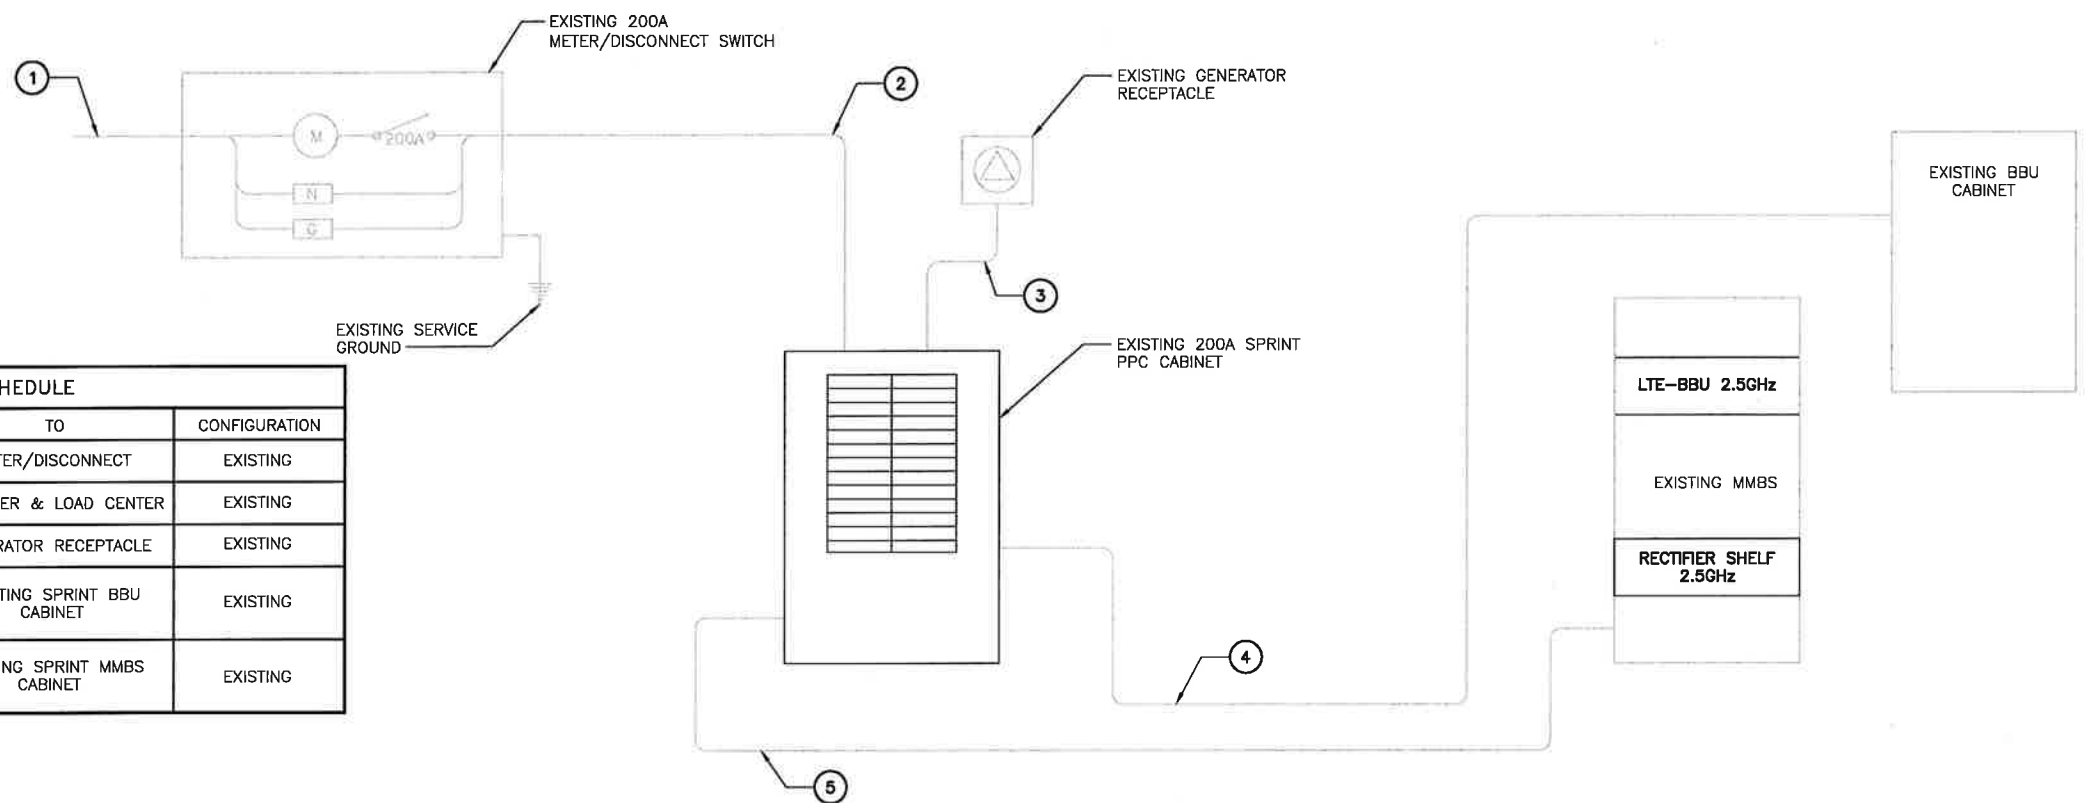 EXISTING 200A
METER/DISCONNECT SWITCH
1
2
EXISTING GENERATOR
RECEPTACLE
M
200A
N
G
EXISTING BBU
CABINET
3
EXISTING SERVICE
GROUND
EXISTING 200A SPRINT
PPC CABINET
LTE-BBU 2.5GHz
EXISTING MMBS
RECTIFIER SHELF
2.5GHz
4
5
HEDULE
TO CONFIGURATION
TER/DISCONNECT EXISTING
ER & LOAD CENTER EXISTING
RATOR RECEPTACLE EXISTING
TING SPRINT BBU
CABINET EXISTING
ING SPRINT MMBS
CABINET EXISTING